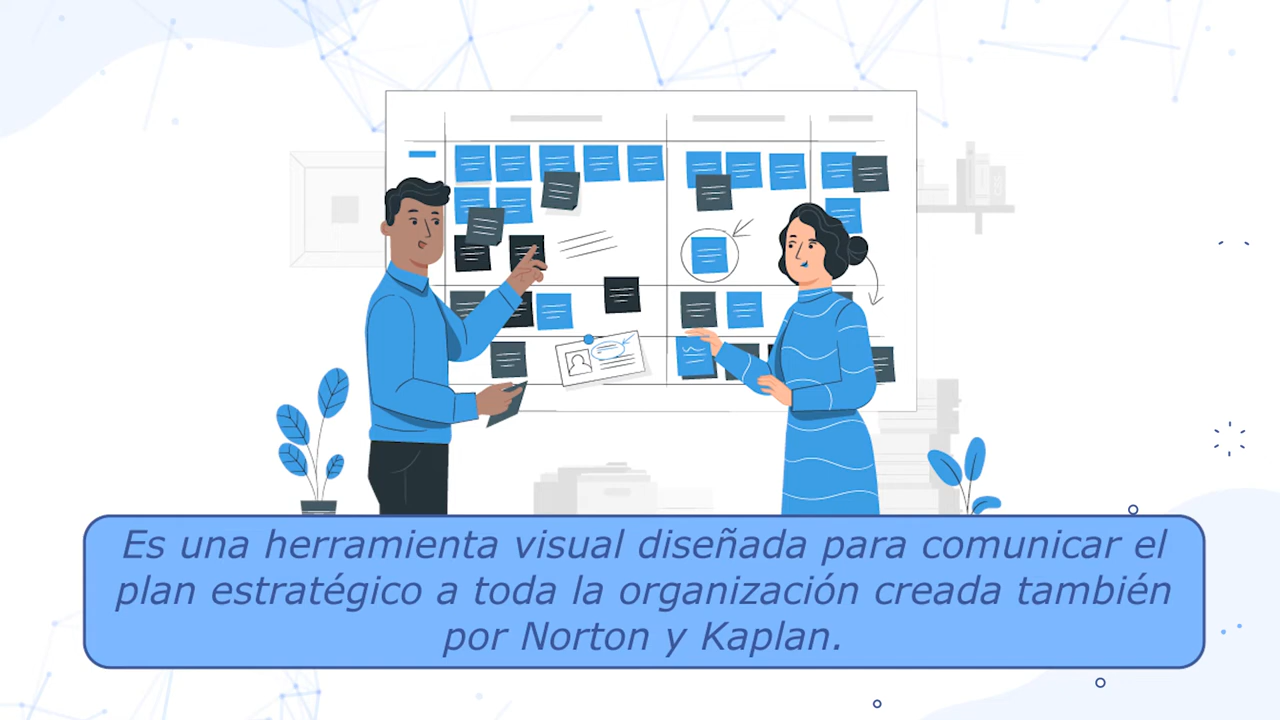 Es una herramienta visual diseñada para comunicar el
plan estratégico a toda la organización creada también
por Norton y Kaplan.